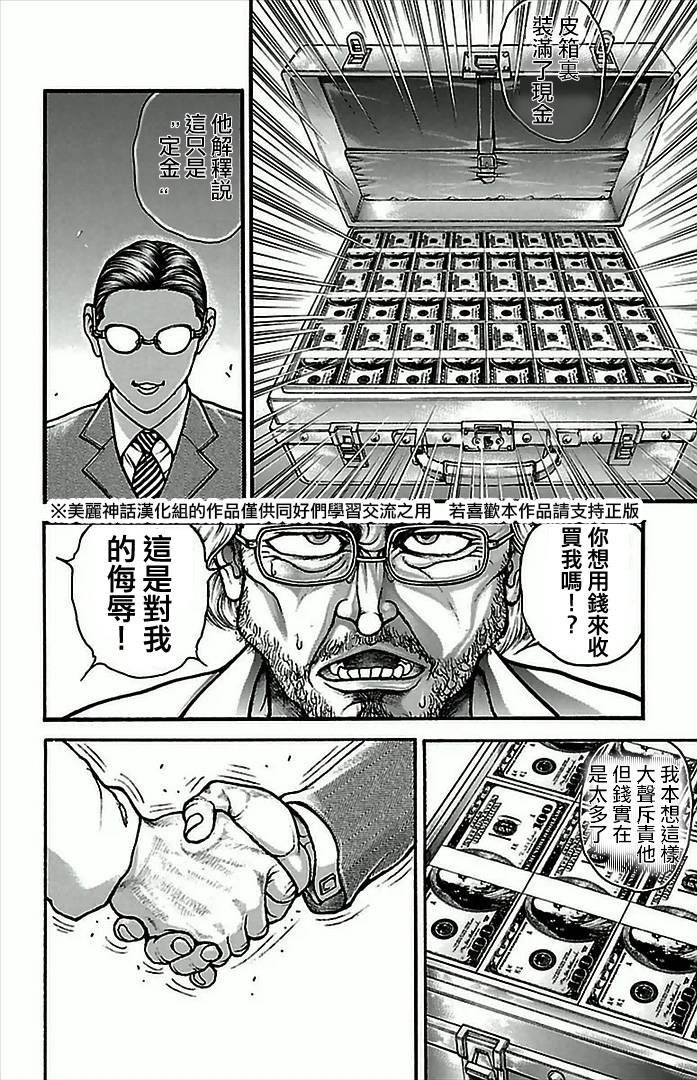 皮箱裏
裝滿了現金
他解釋説
這只是
”定金“
※美麗神話漢化組的作品僅供同好們學習交流之用　若喜歡本作品請支持正版
你想用錢來收
買我嗎！？
這是對我
的侮辱！
我本想這樣
大聲斥責他
但錢實在
是太多了